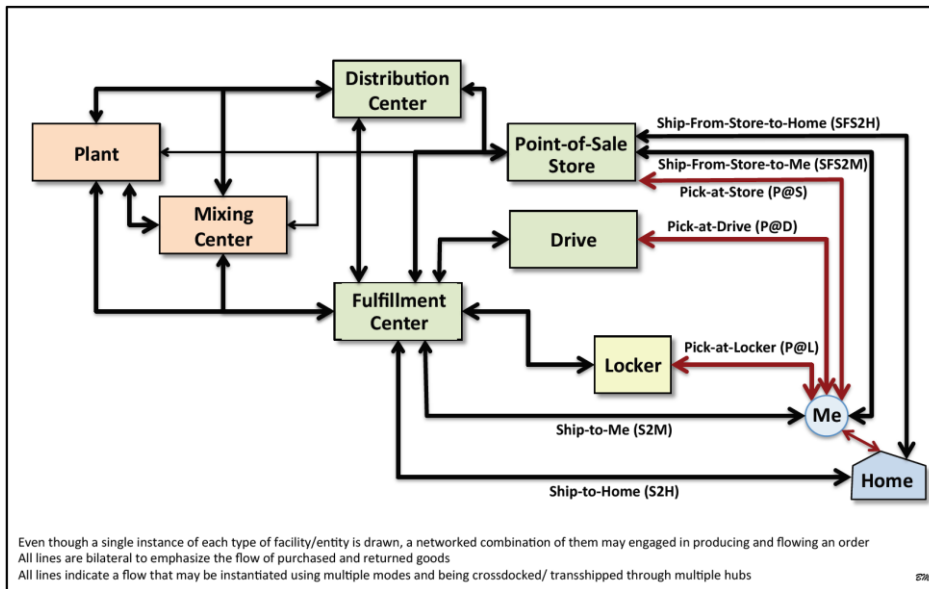 Distribution
Center
Ship-From-Store-to-Home (SFS2H)
Plant
Point-of-Sale
Store
Ship-From-Store-to-Me (SFS2M)
Pick-at-Store (P@S)
Mixing
Center
Drive
Pick-at-Drive (P@D)
Fulfillment
Center
Pick-at-Locker (P@L)
Locker
Me
Ship-to-Me (S2M)
Home
Ship-to-Home (S2H)
Even though a single instance of each type of facility/entity is drawn, a networked combination of them may engaged in producing and flowing an order
All lines are bilateral to emphasize the flow of purchased and returned goods
All lines indicate a flow that may be instantiated using multiple modes and being crossdocked/ transshipped through multiple hubs